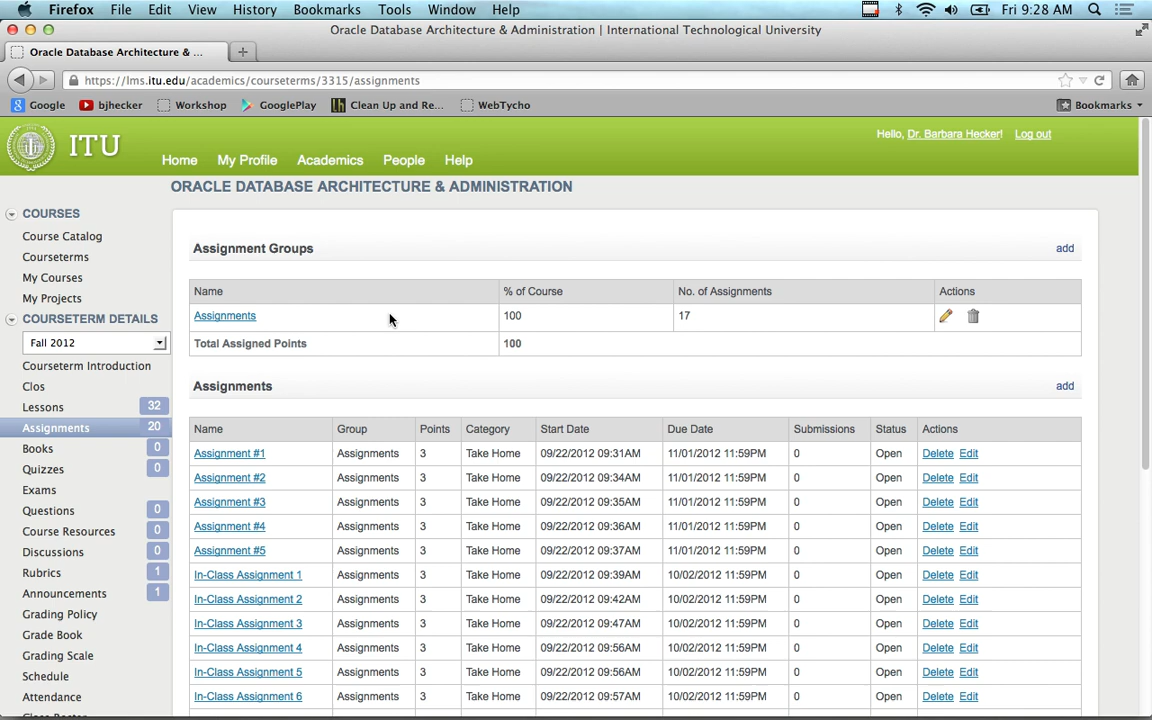 Firefox File Edit View History Bookmarks Tools Window Help Fri 9:28 AM
Oracle Database Architecture & Administration | International Technological University
Oracle Database Architecture & ...
https://lms.itu.edu/academics/courseterms/3315/assignments
Google bjhecker Workshop GooglePlay Clean Up and Re... WebTycho Bookmarks
Hello, Dr. Barbara Hecker! Log out
ITU
Home My Profile Academics People Help
ORACLE DATABASE ARCHITECTURE & ADMINISTRATION
COURSES
Course Catalog
Courseterms
My Courses
My Projects
COURSETERM DETAILS
Fall 2012
Courseterm Introduction
Clos
Lessons 32
Assignments 20
Books 0
Quizzes 0
Exams
Questions 0
Course Resources 0
Discussions 0
Rubrics 1
Announcements 1
Grading Policy
Grade Book
Grading Scale
Schedule
Attendance
Assignment Groups add
Name % of Course No. of Assignments Actions
Assignments 100 17
Total Assigned Points 100
Assignments add
Name Group Points Category Start Date Due Date Submissions Status Actions
Assignment #1 Assignments 3 Take Home 09/22/2012 09:31AM 11/01/2012 11:59PM 0 Open Delete Edit
Assignment #2 Assignments 3 Take Home 09/22/2012 09:34AM 11/01/2012 11:59PM 0 Open Delete Edit
Assignment #3 Assignments 3 Take Home 09/22/2012 09:35AM 11/01/2012 11:59PM 0 Open Delete Edit
Assignment #4 Assignments 3 Take Home 09/22/2012 09:36AM 11/01/2012 11:59PM 0 Open Delete Edit
Assignment #5 Assignments 3 Take Home 09/22/2012 09:37AM 11/01/2012 11:59PM 0 Open Delete Edit
In-Class Assignment 1 Assignments 3 Take Home 09/22/2012 09:39AM 10/02/2012 11:59PM 0 Open Delete Edit
In-Class Assignment 2 Assignments 3 Take Home 09/22/2012 09:42AM 10/02/2012 11:59PM 0 Open Delete Edit
In-Class Assignment 3 Assignments 3 Take Home 09/22/2012 09:47AM 10/02/2012 11:59PM 0 Open Delete Edit
In-Class Assignment 4 Assignments 3 Take Home 09/22/2012 09:56AM 10/02/2012 11:59PM 0 Open Delete Edit
In-Class Assignment 5 Assignments 3 Take Home 09/22/2012 09:56AM 10/02/2012 11:59PM 0 Open Delete Edit
In-Class Assignment 6 Assignments 3 Take Home 09/22/2012 09:57AM 10/02/2012 11:59PM 0 Open Delete Edit